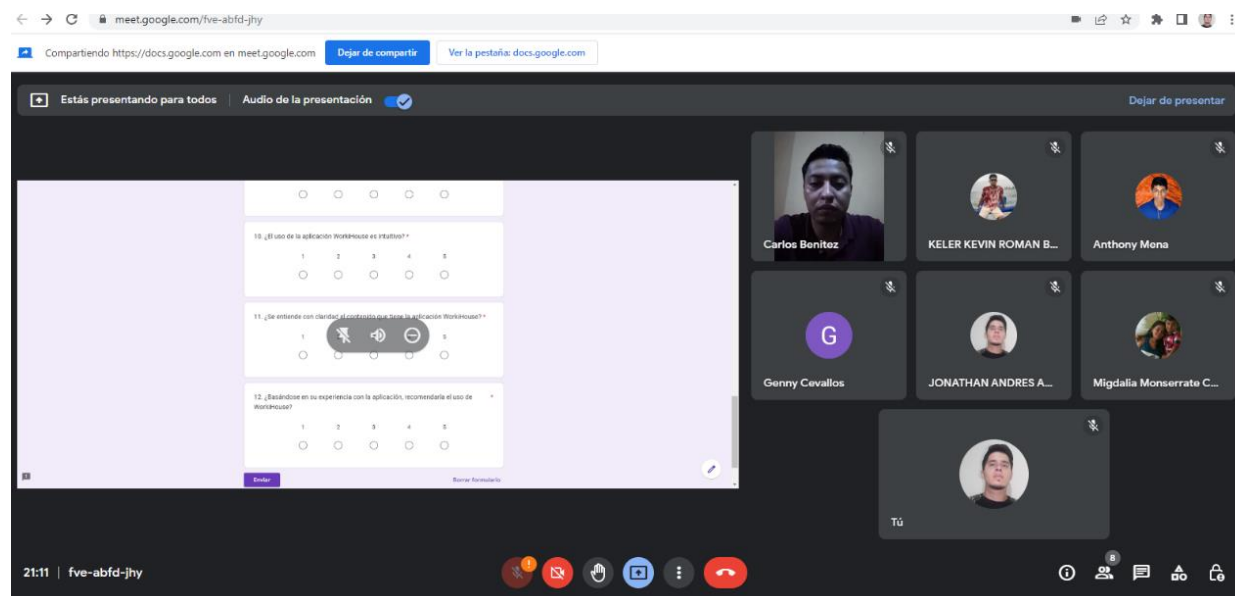 meet.google.com/fve-abfd-jhy
Compartiendo https://docs.google.com en meet.google.com
Dejar de compartir
Ver la pestaña: docs.google.com
Estás presentando para todos
Audio de la presentación
Dejar de presentar
10. ¿El uso de la aplicación WorkiHouse es intuitivo? *
1 2 3 4 5
11. ¿Se entiende con claridad el contenido que tiene la aplicación WorkiHouse? *
1 5
12. ¿Basándose en su experiencia con la aplicación, recomendaría el uso de *
WorkiHouse?
1 2 3 4 5
Enviar
Borrar formulario
Carlos Benitez
KELER KEVIN ROMAN B...
Anthony Mena
G
Genny Cevallos
JONATHAN ANDRES A...
Migdalia Monserrate C...
Tú
21:11 | fve-abfd-jhy
8